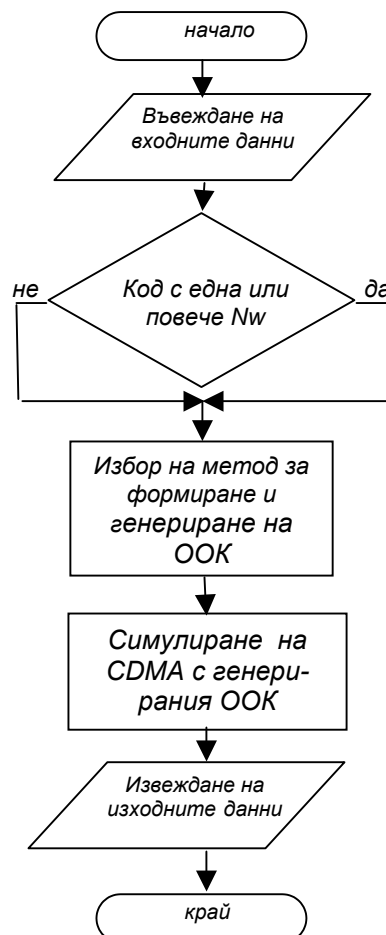 начало
Въвеждане на
входните данни
не
Код с една или
повече Nw
да
Избор на метод за
формиране и
генериране на
ООК
Симулиране на
CDMA с генери-
рания ООК
Извеждане на
изходните данни
край